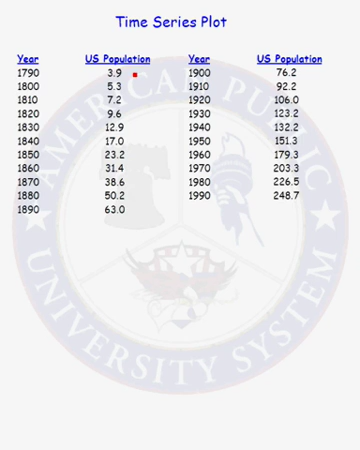 Time Series Plot
Year US Population Year US Population
1790 3.9 1900 76.2
1800 5.3 1910 92.2
1810 7.2 1920 106.0
1820 9.6 1930 123.2
1830 12.9 1940 132.2
1840 17.0 1950 151.3
1850 23.2 1960 179.3
1860 31.4 1970 203.3
1870 38.6 1980 226.5
1880 50.2 1990 248.7
1890 63.0
AMERICAN PUBLIC
UNIVERSITY SYSTEM